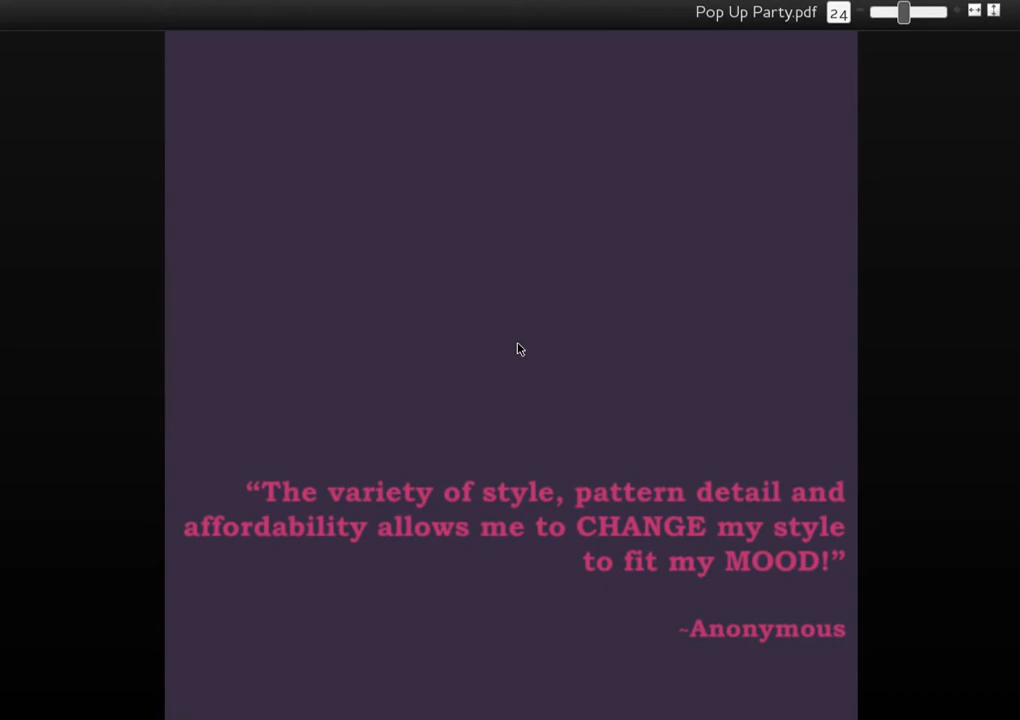 Pop Up Party.pdf 24
“The variety of style, pattern detail and
affordability allows me to CHANGE my style
to fit my MOOD!”
~Anonymous